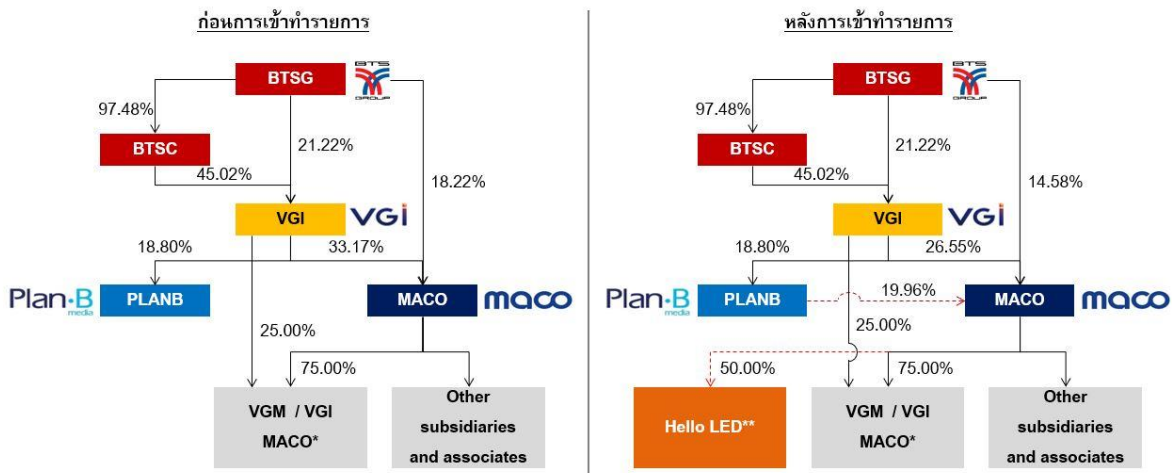 ก่อนการเข้าทำรายการ
BTSG
BTS
GROUP
97.48%
BTSC
21.22%
45.02%
18.22%
VGI
VGI
18.80%
33.17%
Plan·B
media
PLANB
MACO
maco
25.00%
75.00%
VGM / VGI
MACO*
Other
subsidiaries
and associates
หลังการเข้าทำรายการ
BTSG
BTS
GROUP
97.48%
BTSC
21.22%
45.02%
14.58%
VGI
VGI
18.80%
26.55%
Plan·B
media
PLANB
19.96%
MACO
maco
25.00%
50.00%
75.00%
Hello LED**
VGM / VGI
MACO*
Other
subsidiaries
and associates